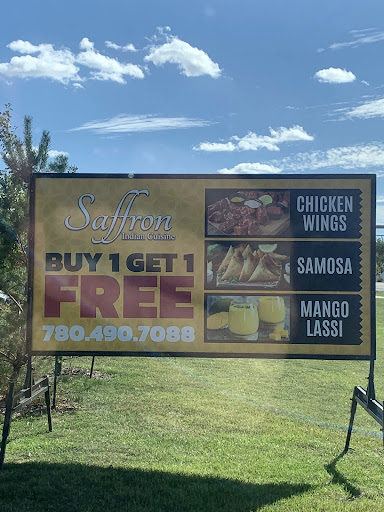 Saffron
Indian Cuisine
BUY 1 GET 1
FREE
780.490.7088
CHICKEN
WINGS
SAMOSA
MANGO
LASSI